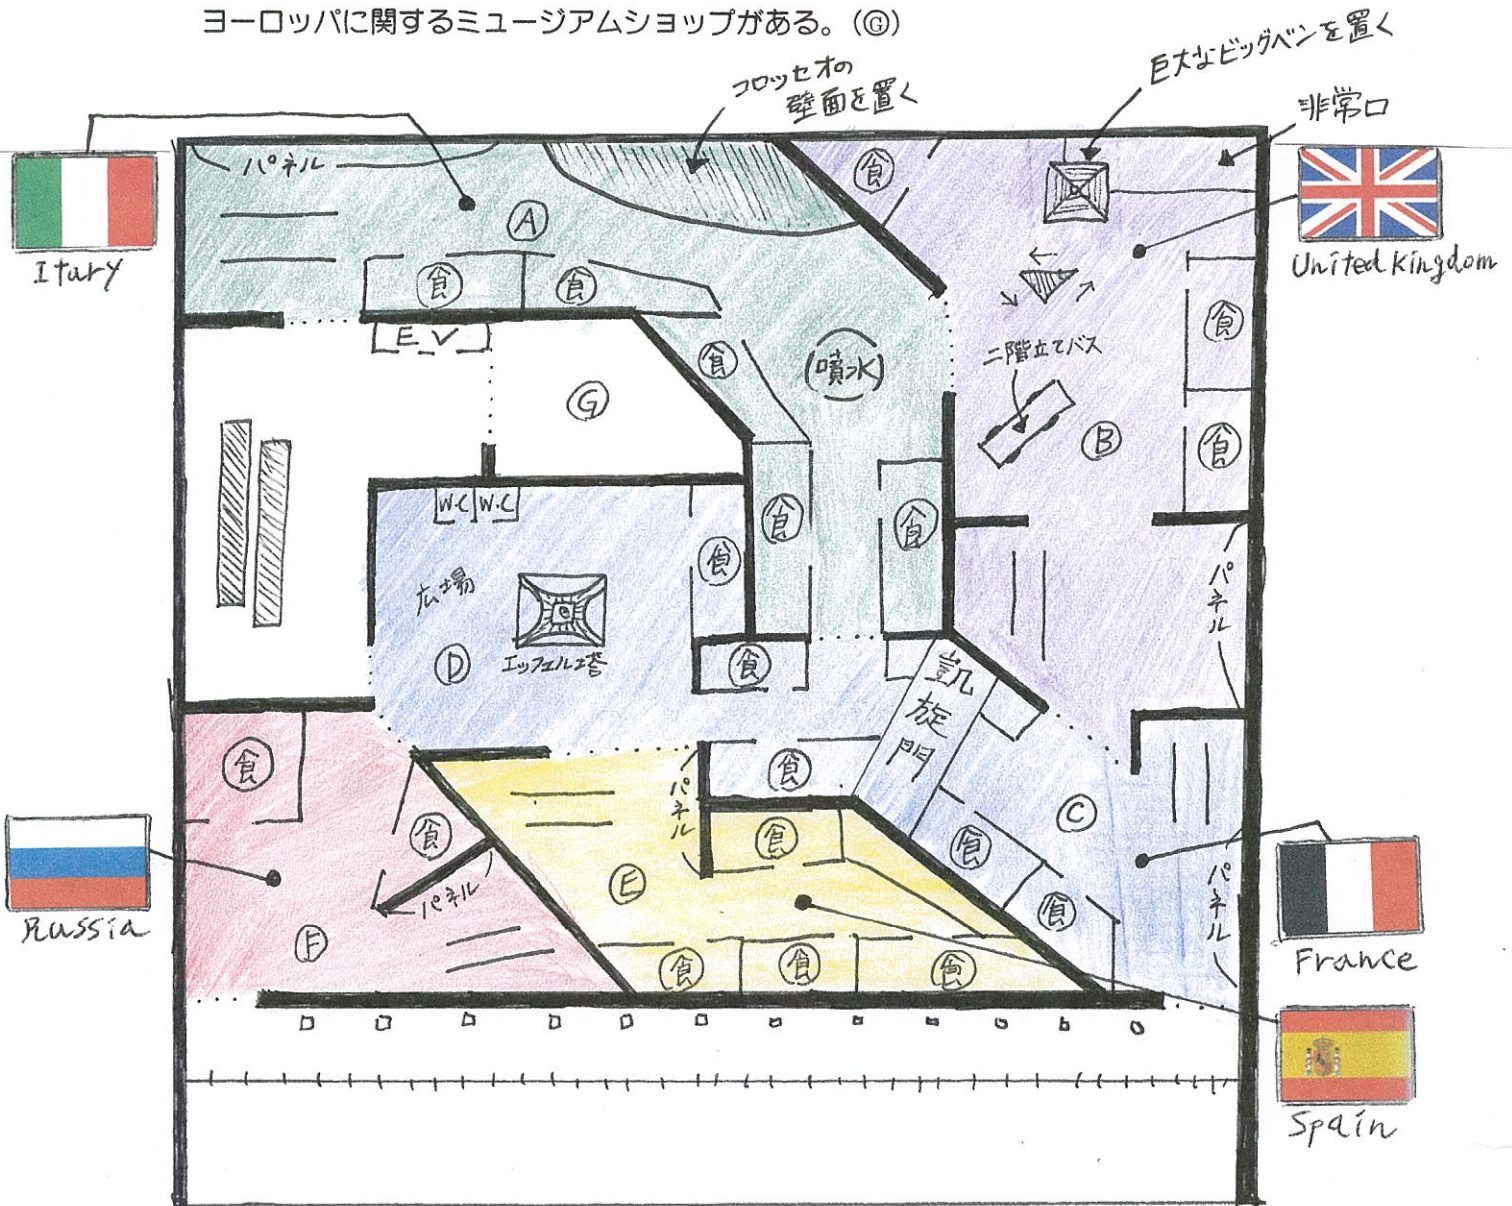 ヨーロッパに関するミュージアムショップがある。(Ⓖ)
巨大なビッグベンを置く
コロッセオの
壁面を置く
非常口
パネル
食
Ⓐ
Itary
United Kingdom
食
食
食
二階立てバス
EV
食
噴水
Ⓖ
Ⓑ
食
W.C
W.C
食
食
食
広場
エッフェル塔
Ⓓ
パネル
食
凱旋門
食
食
パネル
Ⓒ
食
食
食
パネル
Ⓔ
パネル
食
Russia
Ⓕ
食
食
食
France
Spain